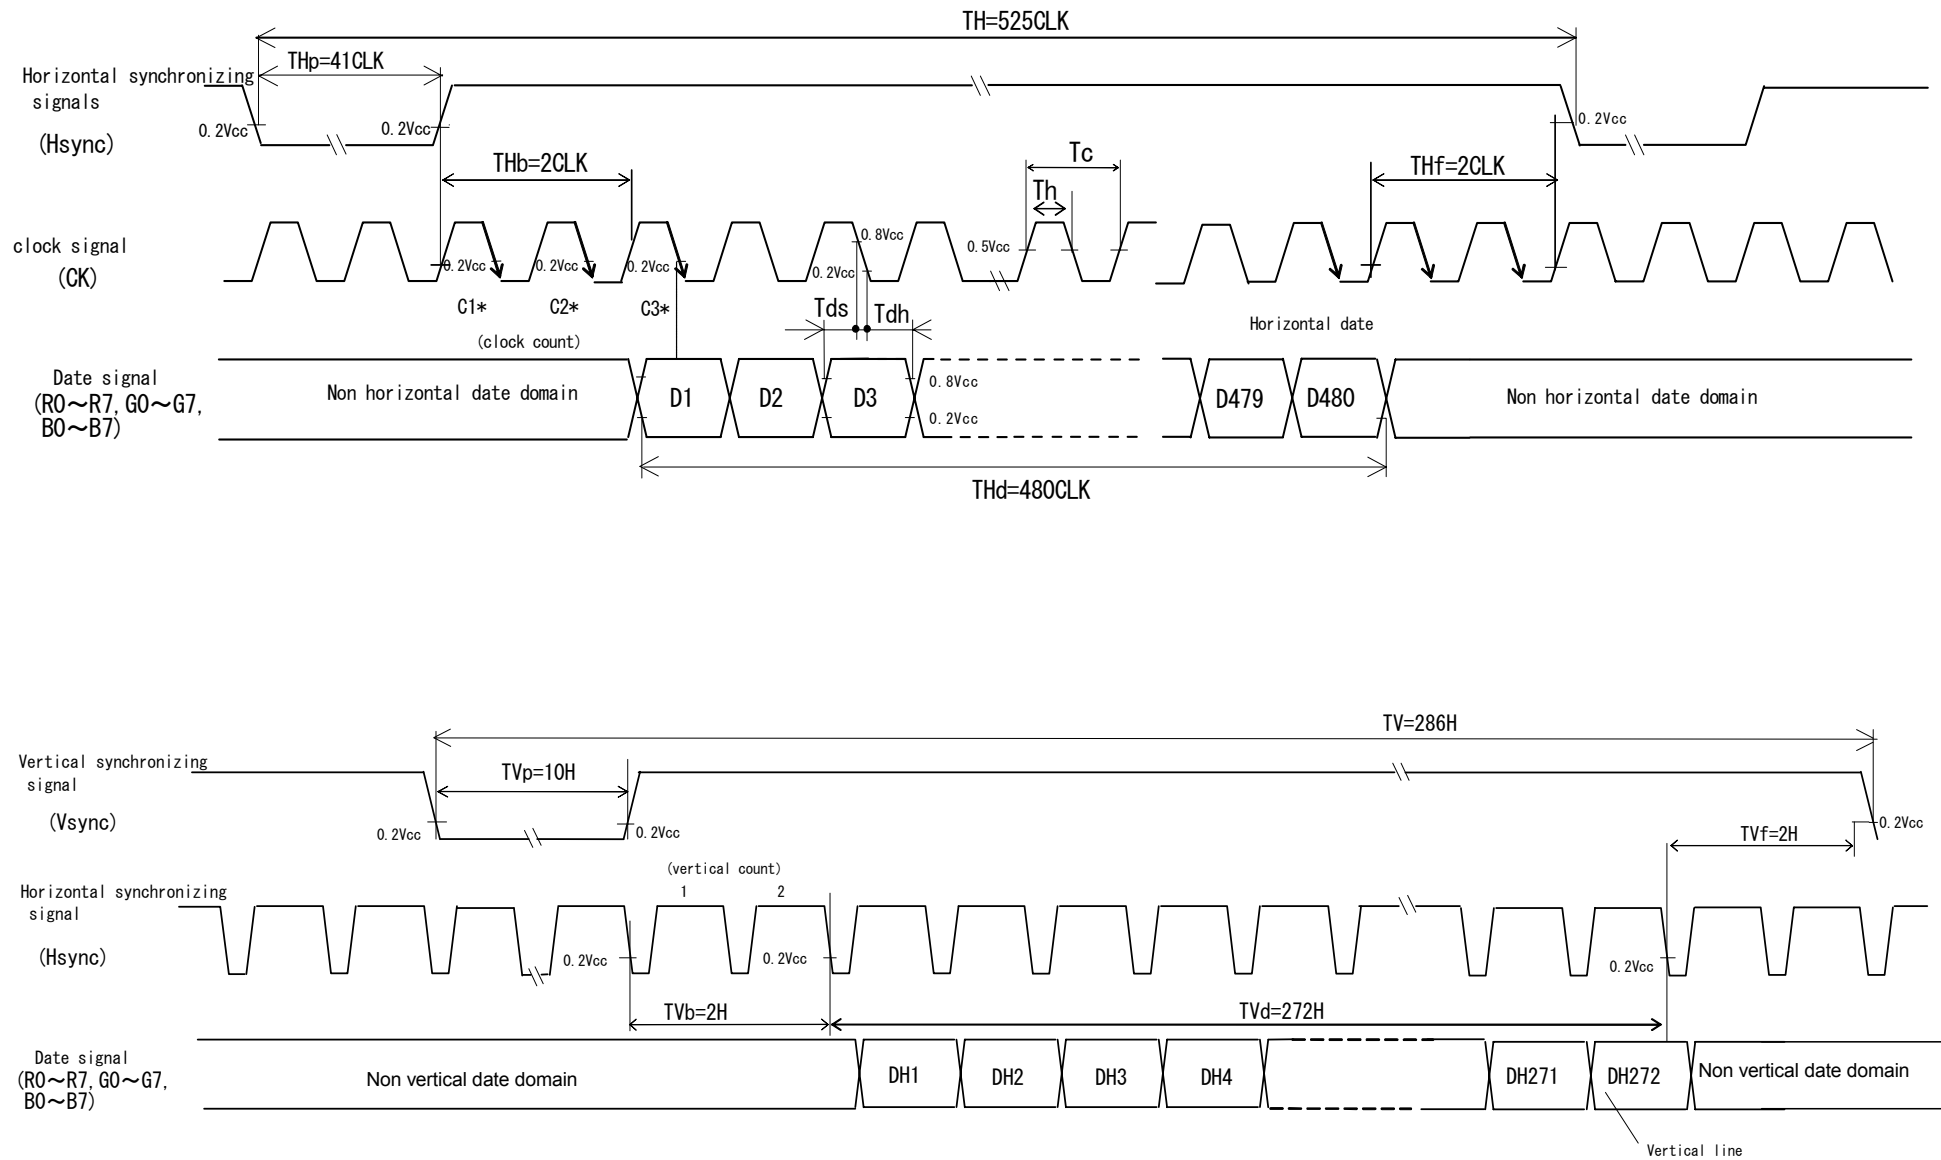 TH=525CLK
THp=41CLK
Horizontal synchronizing
signals
(Hsync)
0.2Vcc
0.2Vcc
0.2Vcc
THb=2CLK
Tc
Th
THf=2CLK
clock signal
(CK)
0.2Vcc
0.2Vcc
0.2Vcc
0.8Vcc
0.2Vcc
0.5Vcc
C1*
C2*
C3*
(clock count)
Tds
Tdh
Horizontal date
Date signal
(R0～R7,G0～G7,
B0～B7)
Non horizontal date domain
D1
D2
D3
0.8Vcc
0.2Vcc
D479
D480
Non horizontal date domain
THd=480CLK
TV=286H
Vertical synchronizing
signal
(Vsync)
TVp=10H
0.2Vcc
0.2Vcc
0.2Vcc
TVf=2H
(vertical count)
1
2
Horizontal synchronizing
signal
(Hsync)
0.2Vcc
0.2Vcc
0.2Vcc
TVb=2H
TVd=272H
Date signal
(R0～R7,G0～G7,
B0～B7)
Non vertical date domain
DH1
DH2
DH3
DH4
DH271
DH272
Non vertical date domain
Vertical line